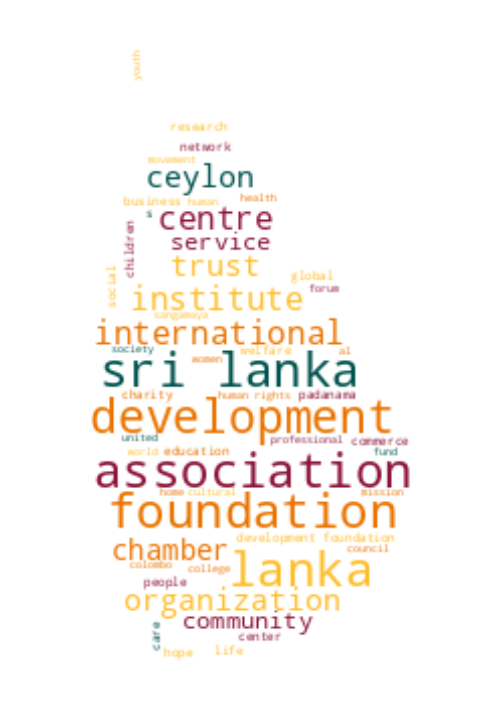 youth
research
network
movement
ceylon
business human health
s centre
children
service
trust
social
global
institute forum
sangamaya
international
society women welfare al
sri lanka
charity human rights padanama
development
united professional commerce
world education fund
association
home cultural mission
foundation
development foundation
chamber council
colombo college lanka
people
organization
community
care center
hope life